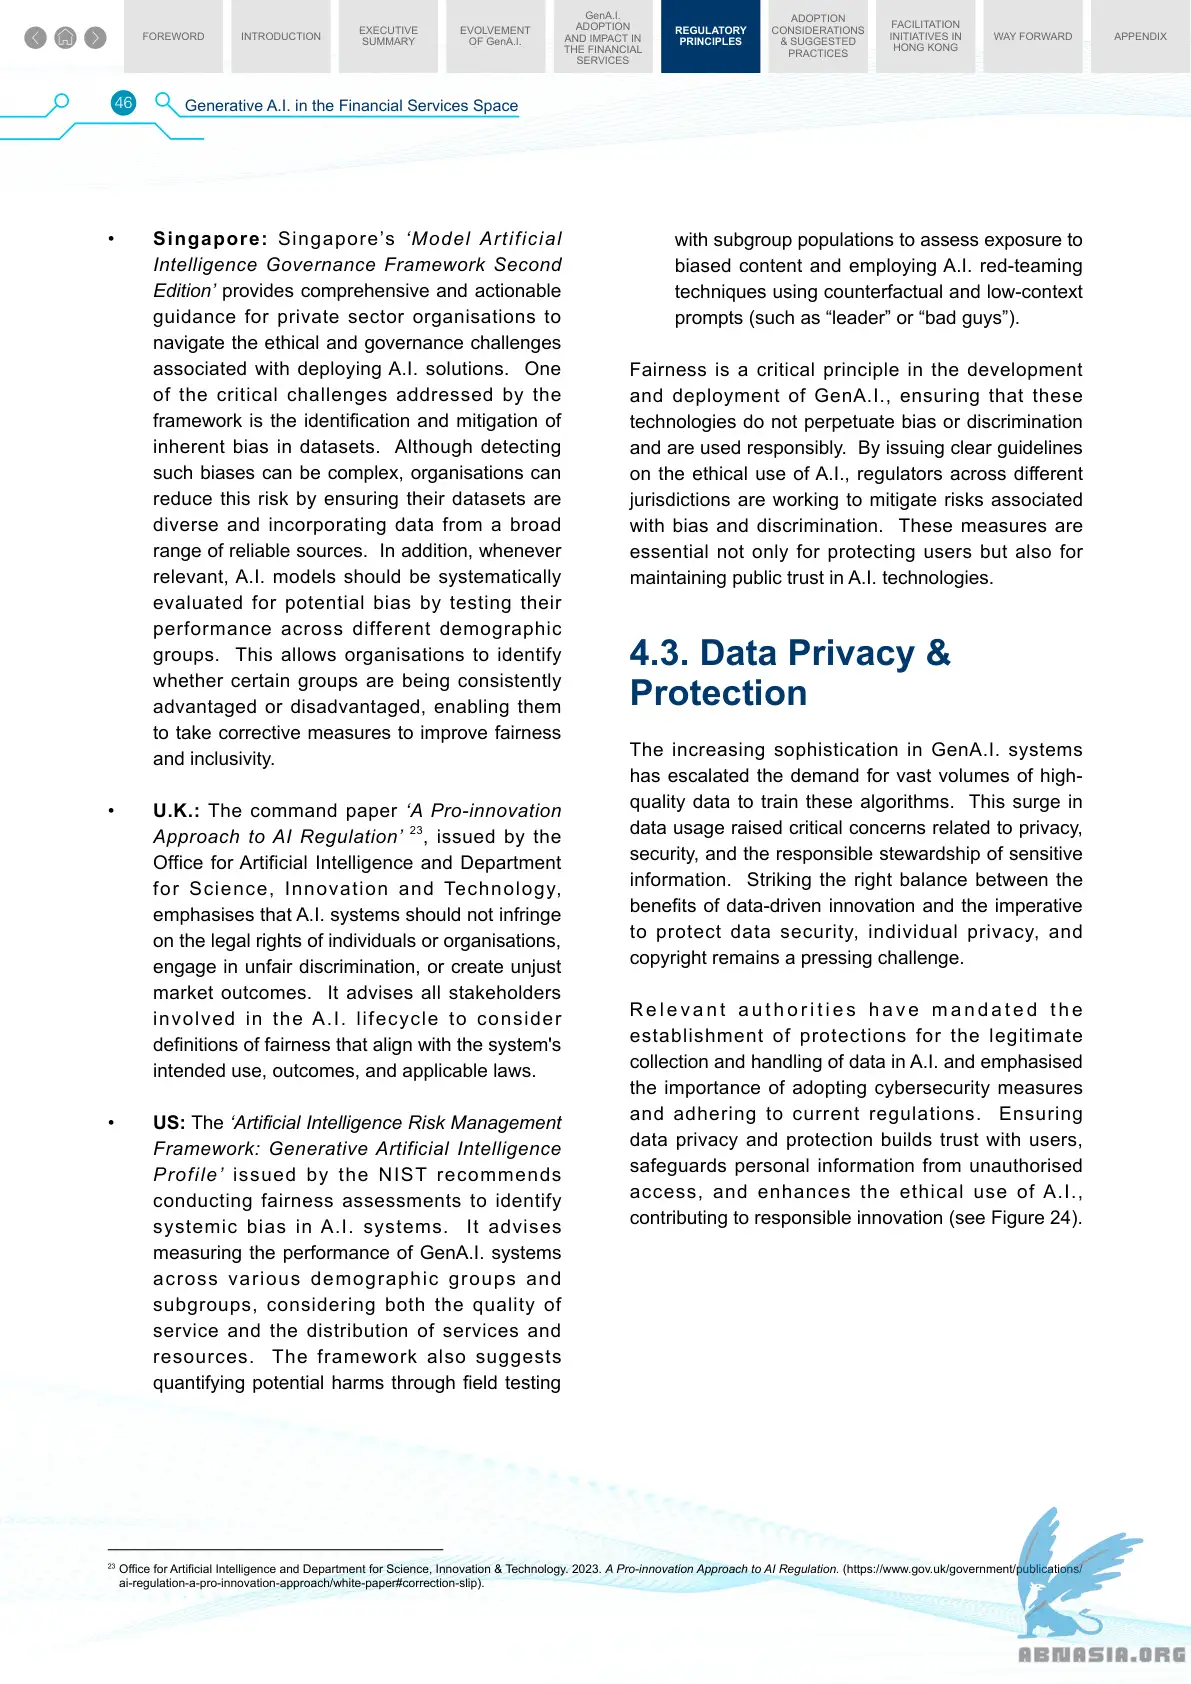 FOREWORD
INTRODUCTION
EXECUTIVE
SUMMARY
EVOLVEMENT
OF GenA.I.
GenA.I.
ADOPTION
AND IMPACT IN
THE FINANCIAL
SERVICES
REGULATORY
PRINCIPLES
ADOPTION
CONSIDERATIONS
& SUGGESTED
PRACTICES
FACILITATION
INITIATIVES IN
HONG KONG
WAY FORWARD
APPENDIX
46
Generative A.I. in the Financial Services Space
• Singapore: Singapore’s ‘Model Artificial
Intelligence Governance Framework Second
Edition’ provides comprehensive and actionable
guidance for private sector organisations to
navigate the ethical and governance challenges
associated with deploying A.I. solutions. One
of the critical challenges addressed by the
framework is the identification and mitigation of
inherent bias in datasets. Although detecting
such biases can be complex, organisations can
reduce this risk by ensuring their datasets are
diverse and incorporating data from a broad
range of reliable sources. In addition, whenever
relevant, A.I. models should be systematically
evaluated for potential bias by testing their
performance across different demographic
groups. This allows organisations to identify
whether certain groups are being consistently
advantaged or disadvantaged, enabling them
to take corrective measures to improve fairness
and inclusivity.
• U.K.: The command paper ‘A Pro-innovation
Approach to AI Regulation’ 23, issued by the
Office for Artificial Intelligence and Department
for Science, Innovation and Technology,
emphasises that A.I. systems should not infringe
on the legal rights of individuals or organisations,
engage in unfair discrimination, or create unjust
market outcomes. It advises all stakeholders
involved in the A.I. lifecycle to consider
definitions of fairness that align with the system's
intended use, outcomes, and applicable laws.
• US: The ‘Artificial Intelligence Risk Management
Framework: Generative Artificial Intelligence
Profile’ issued by the NIST recommends
conducting fairness assessments to identify
systemic bias in A.I. systems. It advises
measuring the performance of GenA.I. systems
across various demographic groups and
subgroups, considering both the quality of
service and the distribution of services and
resources. The framework also suggests
quantifying potential harms through field testing
with subgroup populations to assess exposure to
biased content and employing A.I. red-teaming
techniques using counterfactual and low-context
prompts (such as “leader” or “bad guys”).
Fairness is a critical principle in the development
and deployment of GenA.I., ensuring that these
technologies do not perpetuate bias or discrimination
and are used responsibly. By issuing clear guidelines
on the ethical use of A.I., regulators across different
jurisdictions are working to mitigate risks associated
with bias and discrimination. These measures are
essential not only for protecting users but also for
maintaining public trust in A.I. technologies.
4.3. Data Privacy &
Protection
The increasing sophistication in GenA.I. systems
has escalated the demand for vast volumes of high-
quality data to train these algorithms. This surge in
data usage raised critical concerns related to privacy,
security, and the responsible stewardship of sensitive
information. Striking the right balance between the
benefits of data-driven innovation and the imperative
to protect data security, individual privacy, and
copyright remains a pressing challenge.
Relevant authorities have mandated the
establishment of protections for the legitimate
collection and handling of data in A.I. and emphasised
the importance of adopting cybersecurity measures
and adhering to current regulations. Ensuring
data privacy and protection builds trust with users,
safeguards personal information from unauthorised
access, and enhances the ethical use of A.I.,
contributing to responsible innovation (see Figure 24).
23 Office for Artificial Intelligence and Department for Science, Innovation & Technology. 2023. A Pro-innovation Approach to AI Regulation. (https://www.gov.uk/government/publications/
ai-regulation-a-pro-innovation-approach/white-paper#correction-slip).
ABNASIA.ORG